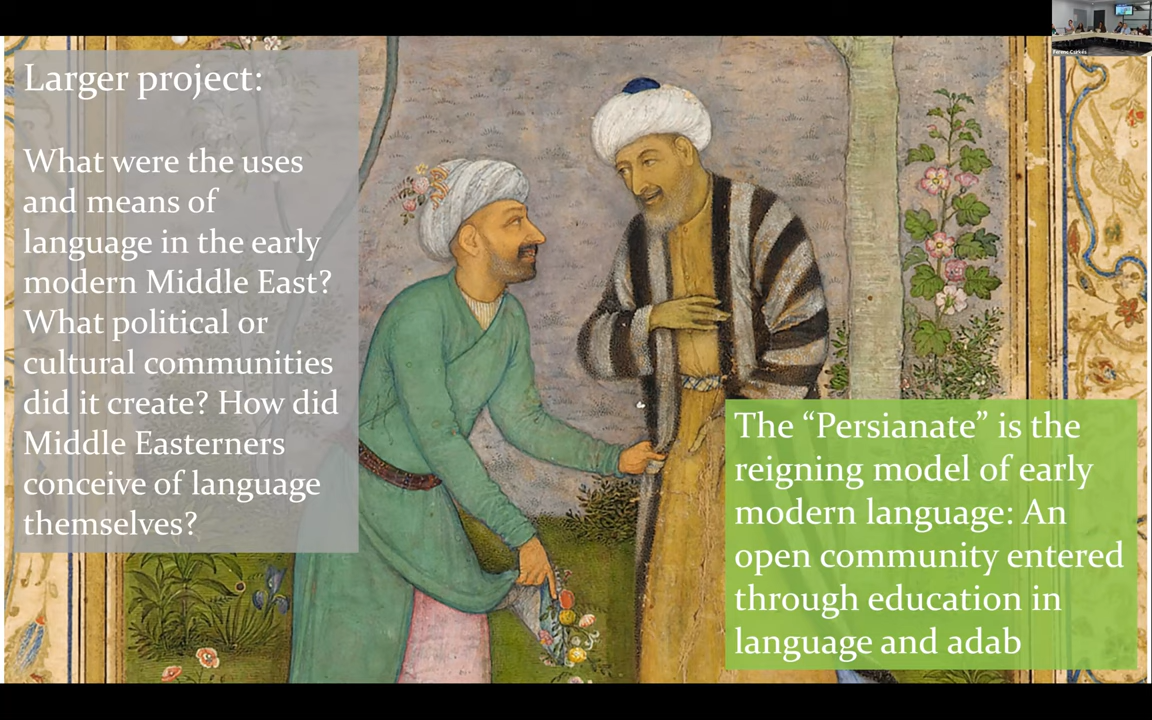 Larger project:
What were the uses
and means of
language in the early
modern Middle East?
What political or
cultural communities
did it create? How did
Middle Easterners
conceive of language
themselves?
The “Persianate” is the
reigning model of early
modern language: An
open community entered
through education in
language and adab